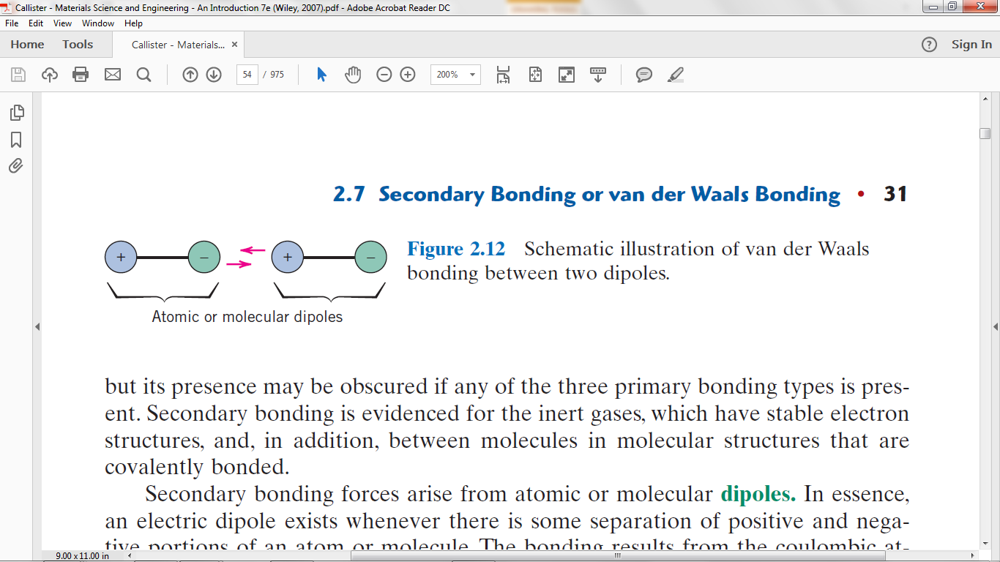 Callister - Materials Science and Engineering - An Introduction 7e (Wiley, 2007).pdf - Adobe Acrobat Reader DC
File Edit View Window Help
Home Tools Callister - Materials... × ? Sign In
54 / 975 200%
2.7 Secondary Bonding or van der Waals Bonding • 31
+ − + −
Figure 2.12 Schematic illustration of van der Waals
bonding between two dipoles.
Atomic or molecular dipoles
but its presence may be obscured if any of the three primary bonding types is pres-
ent. Secondary bonding is evidenced for the inert gases, which have stable electron
structures, and, in addition, between molecules in molecular structures that are
covalently bonded.
Secondary bonding forces arise from atomic or molecular dipoles. In essence,
an electric dipole exists whenever there is some separation of positive and nega-
tive portions of an atom or molecule. The bonding results from the coulombic at-
9.00 x 11.00 in